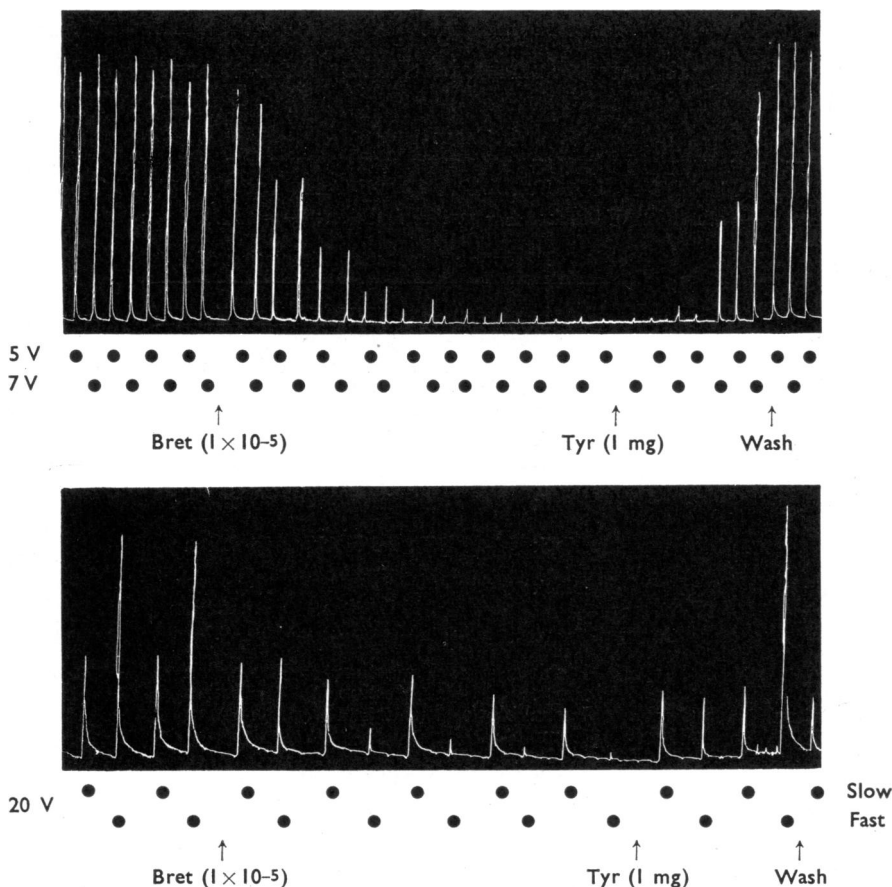 5 V
7 V
Bret (1 × 10–5) Tyr (1 mg) Wash
Slow
20 V
Fast
Bret (1 × 10–5) Tyr (1 mg) Wash